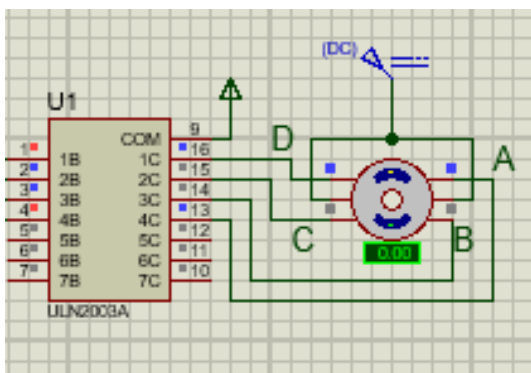 (DC)
U1
D
A
C
B
0.00
COM
9
1 1B 1C 16
2 2B 2C 15
3 3B 3C 14
4 4B 4C 13
5 5B 5C 12
6 6B 6C 11
7 7B 7C 10
ULN2003A